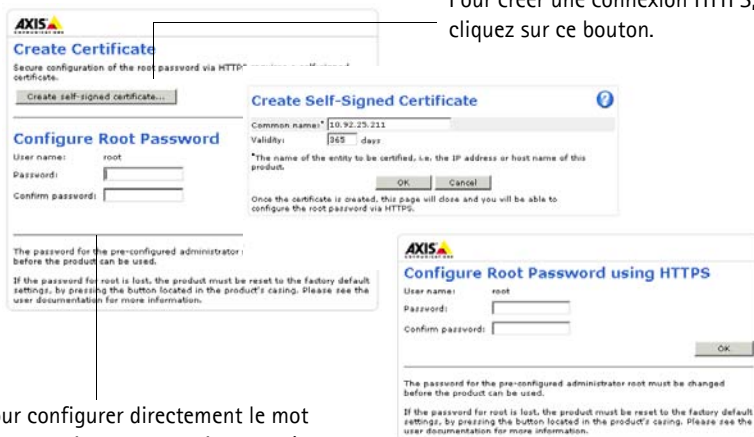 Pour créer une connexion HTTPS,
cliquez sur ce bouton.
AXIS
COMMUNICATIONS
Create Certificate
Secure configuration of the root password via HTTPS requires a self-signed
certificate.
Create self-signed certificate...
Configure Root Password
User name: root
Password:
Confirm password:
The password for the pre-configured administrator
before the product can be used.
If the password for root is lost, the product must be reset to the factory default
settings, by pressing the button located in the product's casing. Please see the
user documentation for more information.
Create Self-Signed Certificate
Common name:* 10.92.25.211
Validity: 365 days
*The name of the entity to be certified, i.e. the IP address or host name of this
product.
OK Cancel
Once the certificate is created, this page will close and you will be able to
configure the root password via HTTPS.
AXIS
COMMUNICATIONS
Configure Root Password using HTTPS
User name: root
Password:
Confirm password:
OK
The password for the pre-configured administrator root must be changed
before the product can be used.
If the password for root is lost, the product must be reset to the factory default
settings, by pressing the button located in the product's casing. Please see the
user documentation for more information.
our configurer directement le mot